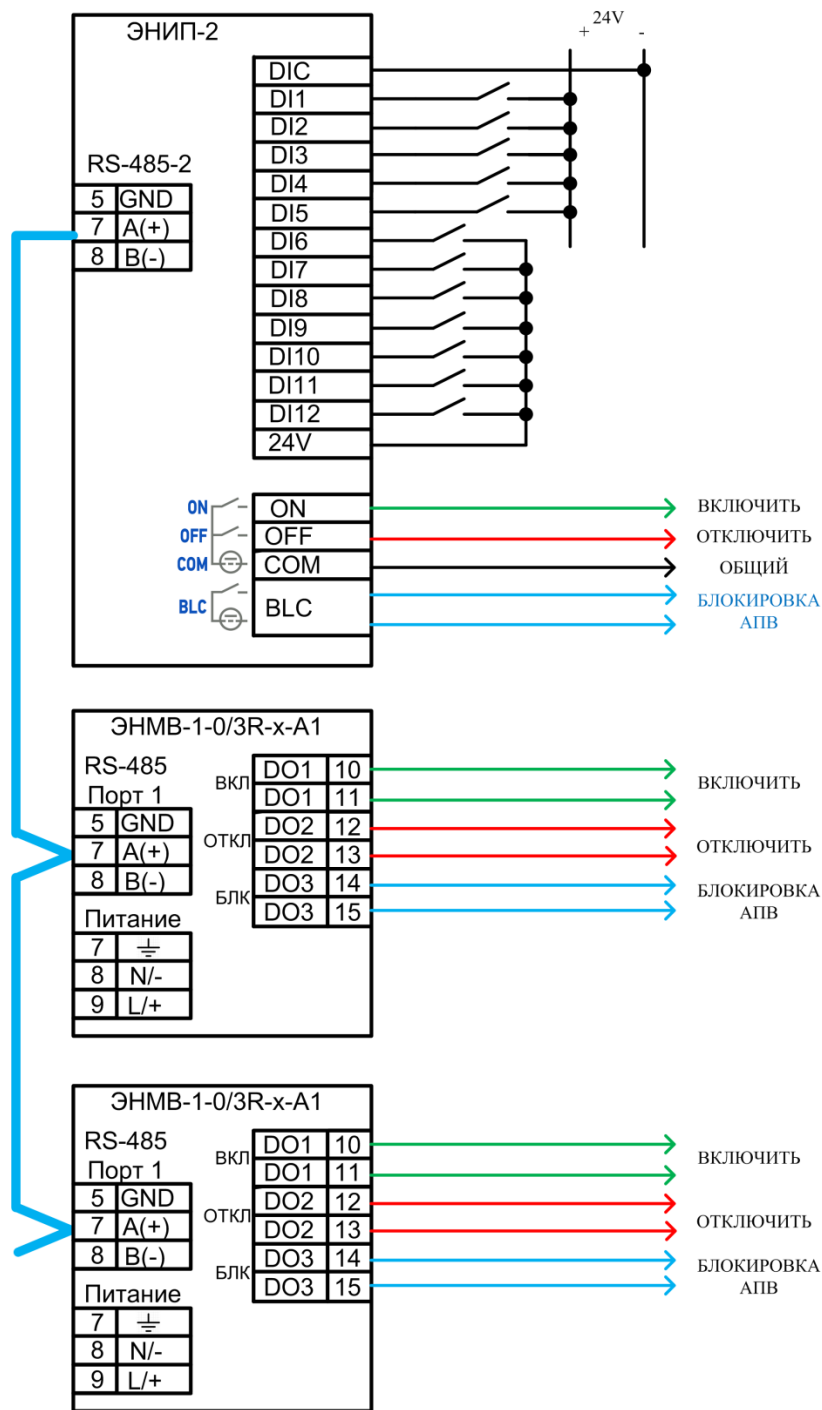 24V
+ -
ЭНИП-2
DIC
DI1
DI2
DI3
DI4
DI5
DI6
DI7
DI8
DI9
DI10
DI11
DI12
24V
RS-485-2
5 GND
7 A(+)
8 B(-)
ON ON ВКЛЮЧИТЬ
OFF OFF ОТКЛЮЧИТЬ
COM COM ОБЩИЙ
BLC BLC БЛОКИРОВКА
АПВ
ЭНМВ-1-0/3R-х-А1
RS-485
Порт 1
5 GND
7 A(+)
8 B(-)
Питание
7
8 N/-
9 L/+
ВКЛ
DO1 10
DO1 11
ВКЛЮЧИТЬ
ОТКЛ
DO2 12
DO2 13
ОТКЛЮЧИТЬ
БЛК
DO3 14
DO3 15
БЛОКИРОВКА
АПВ
ЭНМВ-1-0/3R-х-А1
RS-485
Порт 1
5 GND
7 A(+)
8 B(-)
Питание
7
8 N/-
9 L/+
ВКЛ
DO1 10
DO1 11
ВКЛЮЧИТЬ
ОТКЛ
DO2 12
DO2 13
ОТКЛЮЧИТЬ
БЛК
DO3 14
DO3 15
БЛОКИРОВКА
АПВ